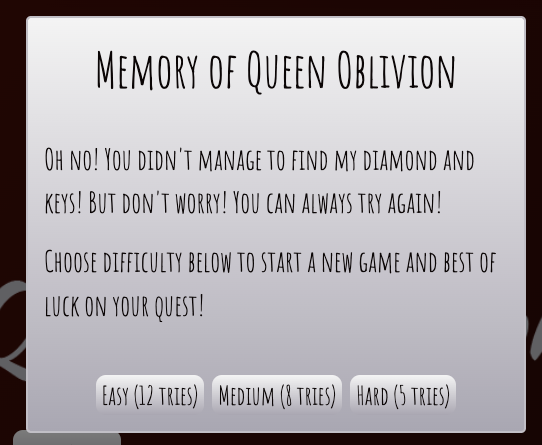 Memory of Queen Oblivion
Oh no! You didn't manage to find my diamond and
keys! But don't worry! You can always try again!
Choose difficulty below to start a new game and best of
luck on your quest!
Easy (12 tries) Medium (8 tries) Hard (5 tries)